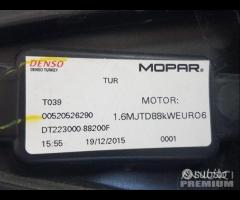 DENSO
DENSO TURKEY
MOPAR.
TUR
T039
MOTOR:
00520526290
1.6MJTD88kWEURO6
DT223000-88200F
15:55
19/12/2015
0001
subito
PREMIUM